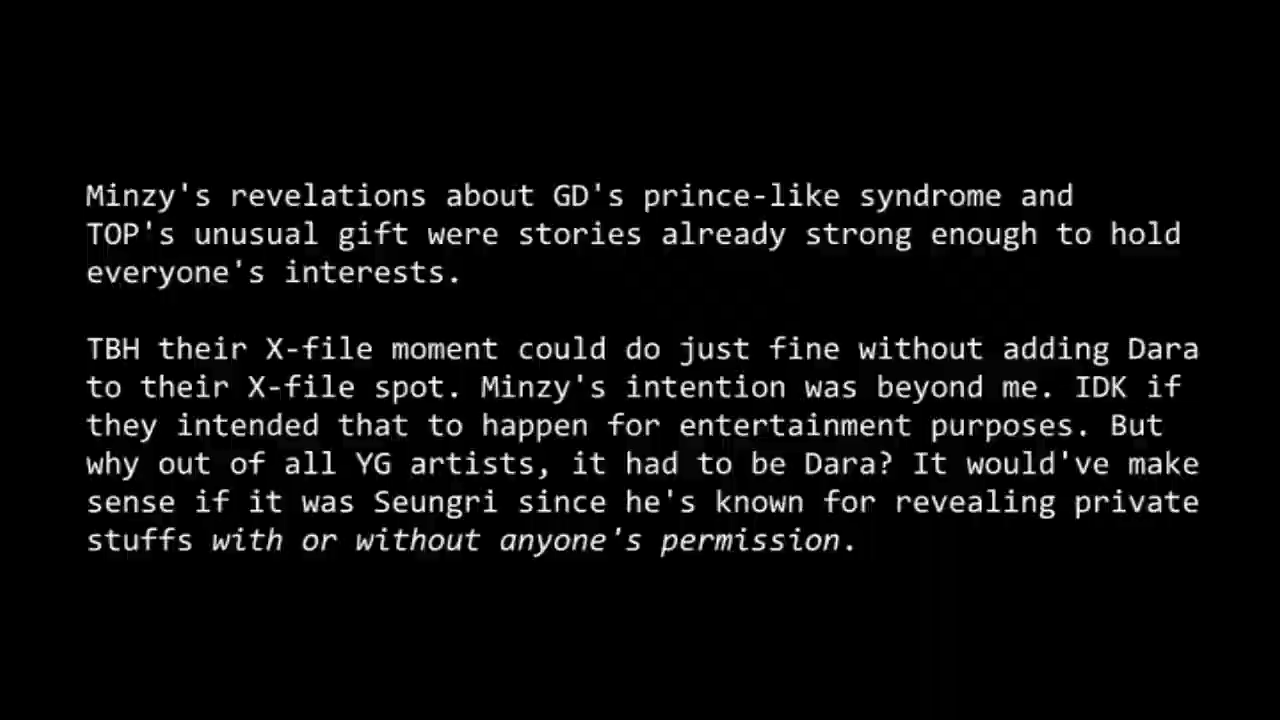 Minzy's revelations about GD's prince-like syndrome and
TOP's unusual gift were stories already strong enough to hold
everyone's interests.
TBH their X-file moment could do just fine without adding Dara
to their X-file spot. Minzy's intention was beyond me. IDK if
they intended that to happen for entertainment purposes. But
why out of all YG artists, it had to be Dara? It would've make
sense if it was Seungri since he's known for revealing private
stuffs with or without anyone's permission.